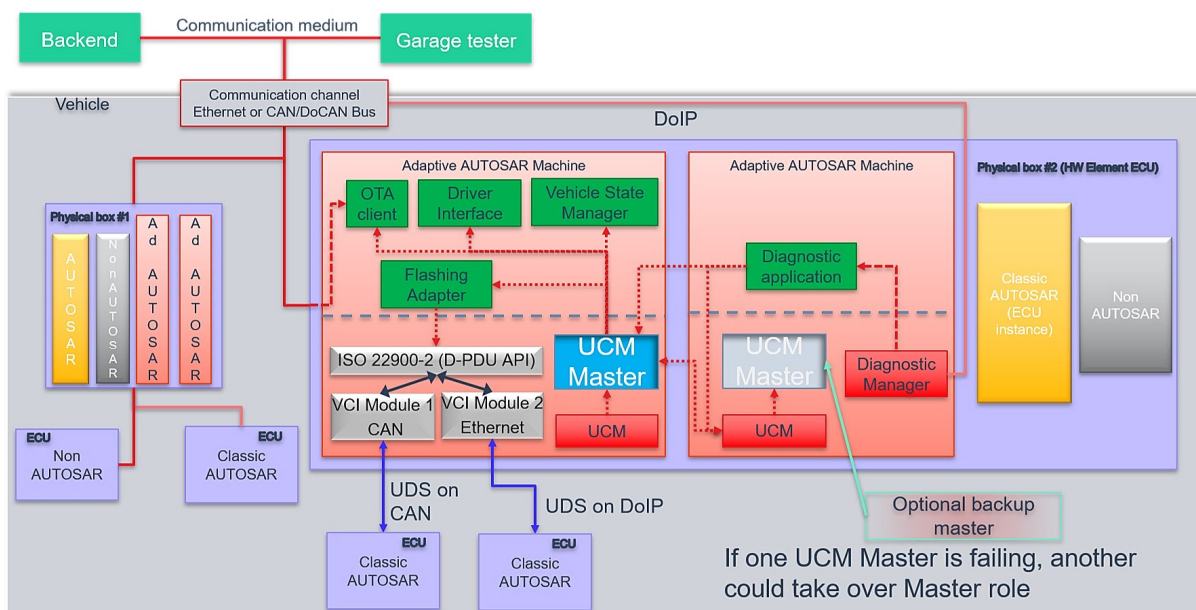 Communication medium
Backend
Garage tester
Communication channel
Ethernet or CAN/DoCAN Bus
Vehicle
DoIP
Adaptive AUTOSAR Machine
Adaptive AUTOSAR Machine
Physical box #2 (HW Element ECU)
OTA
client
Driver
Interface
Vehicle State
Manager
Physical box #1
AUTOSAR
NonAUTOSAR
Ad AUTOSAR
Ad AUTOSAR
Flashing
Adapter
Diagnostic
application
Classic
AUTOSAR
(ECU
instance)
Non
AUTOSAR
ISO 22900-2 (D-PDU API)
UCM
Master
UCM
Master
Diagnostic
Manager
VCI Module 1
CAN
VCI Module 2
Ethernet
UCM
UCM
ECU
Non
AUTOSAR
ECU
Classic
AUTOSAR
UDS on
CAN
UDS on DoIP
Optional backup
master
ECU
Classic
AUTOSAR
ECU
Classic
AUTOSAR
If one UCM Master is failing, another
could take over Master role